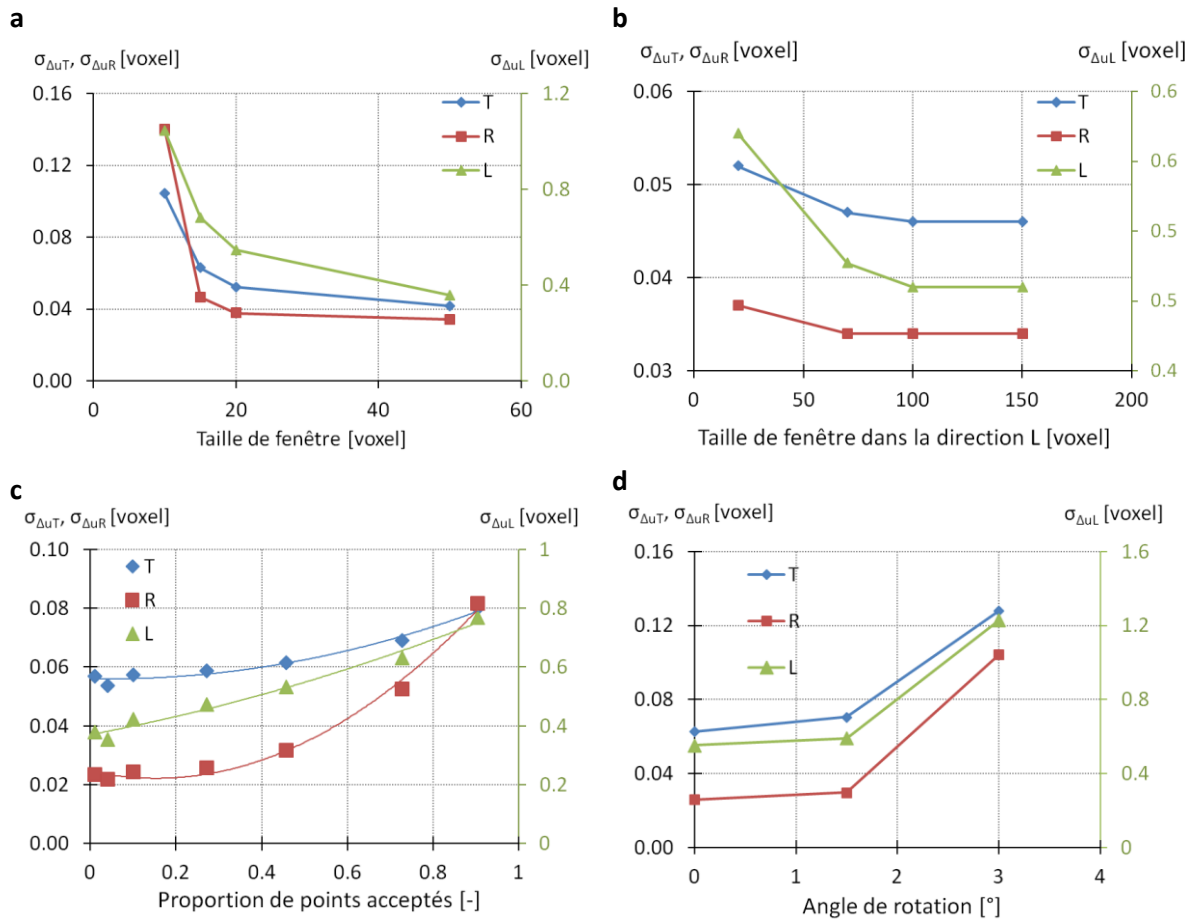 a
σΔuT, σΔuR [voxel]
σΔuL [voxel]
0.16
0.12
0.08
0.04
0.00
1.2
0.8
0.4
0.0
T
R
L
0
20
40
60
Taille de fenêtre [voxel]
b
σΔuT, σΔuR [voxel]
σΔuL [voxel]
0.06
0.05
0.04
0.03
0.6
0.6
0.5
0.5
0.4
T
R
L
0
50
100
150
200
Taille de fenêtre dans la direction L [voxel]
c
σΔuT, σΔuR [voxel]
σΔuL [voxel]
0.10
0.08
0.06
0.04
0.02
0.00
1
0.8
0.6
0.4
0.2
0
T
R
L
0
0.2
0.4
0.6
0.8
1
Proportion de points acceptés [-]
d
σΔuT, σΔuR [voxel]
σΔuL [voxel]
0.16
0.12
0.08
0.04
0.00
1.6
1.2
0.8
0.4
0
T
R
L
0
1
2
3
4
Angle de rotation [°]